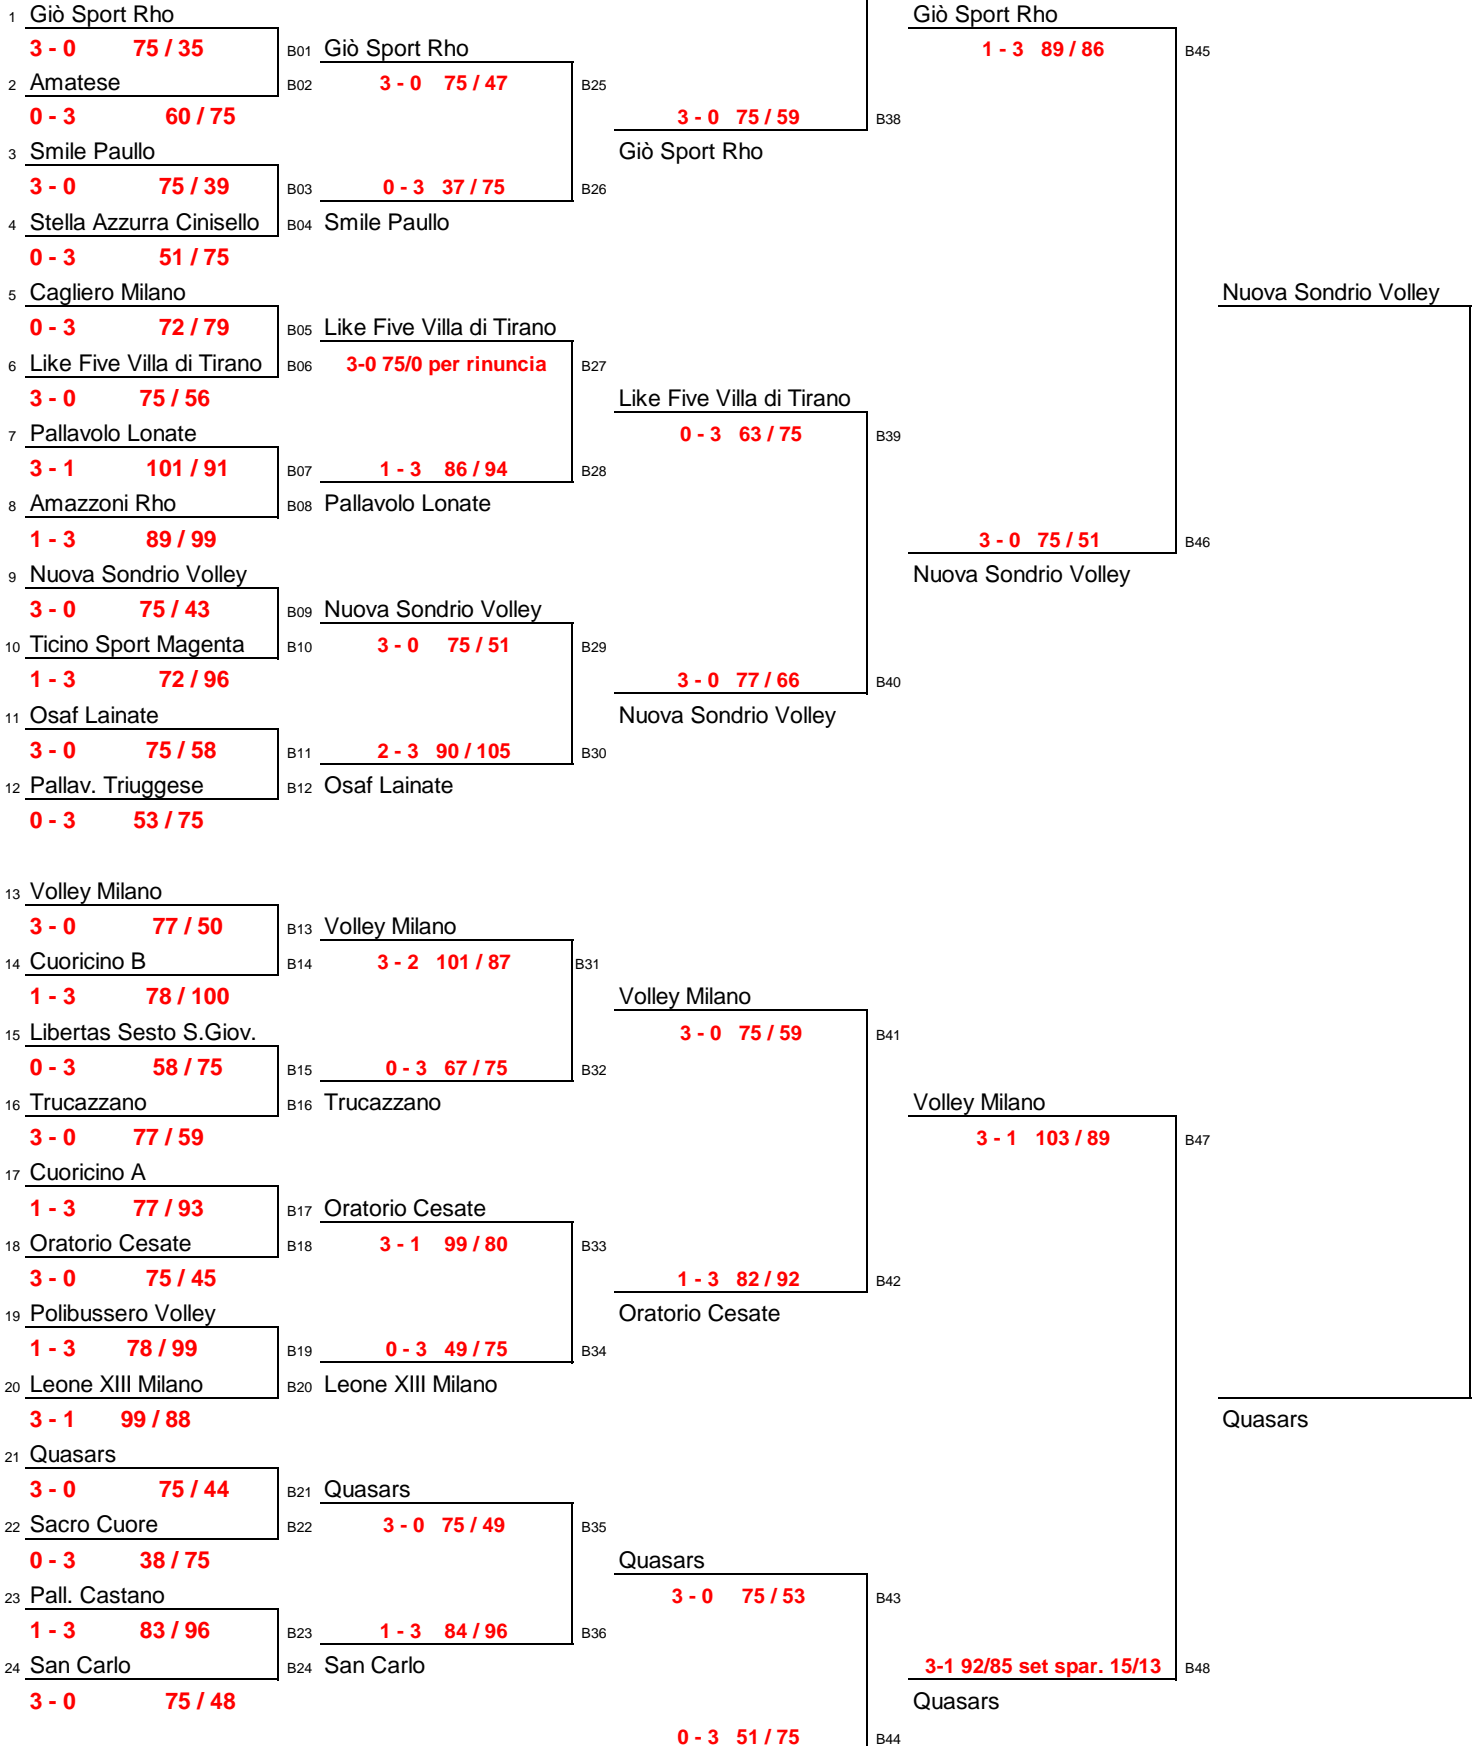 1 Giò Sport Rho Giò Sport Rho
3 - 0 75 / 35 B01 Giò Sport Rho 1 - 3 89 / 86 B45
2 Amatese B02 3 - 0 75 / 47 B25
0 - 3 60 / 75 3 - 0 75 / 59 B38
3 Smile Paullo Giò Sport Rho
3 - 0 75 / 39 B03 0 - 3 37 / 75 B26
4 Stella Azzurra Cinisello B04 Smile Paullo
0 - 3 51 / 75
5 Cagliero Milano Nuova Sondrio Volley
0 - 3 72 / 79 B05 Like Five Villa di Tirano
6 Like Five Villa di Tirano B06 3-0 75/0 per rinuncia B27
3 - 0 75 / 56 Like Five Villa di Tirano
7 Pallavolo Lonate 0 - 3 63 / 75 B39
3 - 1 101 / 91 B07 1 - 3 86 / 94 B28
8 Amazzoni Rho B08 Pallavolo Lonate
1 - 3 89 / 99 3 - 0 75 / 51 B46
9 Nuova Sondrio Volley Nuova Sondrio Volley
3 - 0 75 / 43 B09 Nuova Sondrio Volley
10 Ticino Sport Magenta B10 3 - 0 75 / 51 B29
1 - 3 72 / 96 3 - 0 77 / 66 B40
11 Osaf Lainate Nuova Sondrio Volley
3 - 0 75 / 58 B11 2 - 3 90 / 105 B30
12 Pallav. Triuggese B12 Osaf Lainate
0 - 3 53 / 75
13 Volley Milano
3 - 0 77 / 50 B13 Volley Milano
14 Cuoricino B B14 3 - 2 101 / 87 B31
1 - 3 78 / 100 Volley Milano
15 Libertas Sesto S.Giov. 3 - 0 75 / 59 B41
0 - 3 58 / 75 B15 0 - 3 67 / 75 B32
16 Trucazzano B16 Trucazzano Volley Milano
3 - 0 77 / 59 3 - 1 103 / 89 B47
17 Cuoricino A
1 - 3 77 / 93 B17 Oratorio Cesate
18 Oratorio Cesate B18 3 - 1 99 / 80 B33
3 - 0 75 / 45 1 - 3 82 / 92 B42
19 Polibussero Volley Oratorio Cesate
1 - 3 78 / 99 B19 0 - 3 49 / 75 B34
20 Leone XIII Milano B20 Leone XIII Milano
3 - 1 99 / 88 Quasars
21 Quasars
3 - 0 75 / 44 B21 Quasars
22 Sacro Cuore B22 3 - 0 75 / 49 B35
0 - 3 38 / 75 Quasars
23 Pall. Castano 3 - 0 75 / 53 B43
1 - 3 83 / 96 B23 1 - 3 84 / 96 B36
24 San Carlo B24 San Carlo 3-1 92/85 set spar. 15/13 B48
3 - 0 75 / 48 Quasars
0 - 3 51 / 75 B44